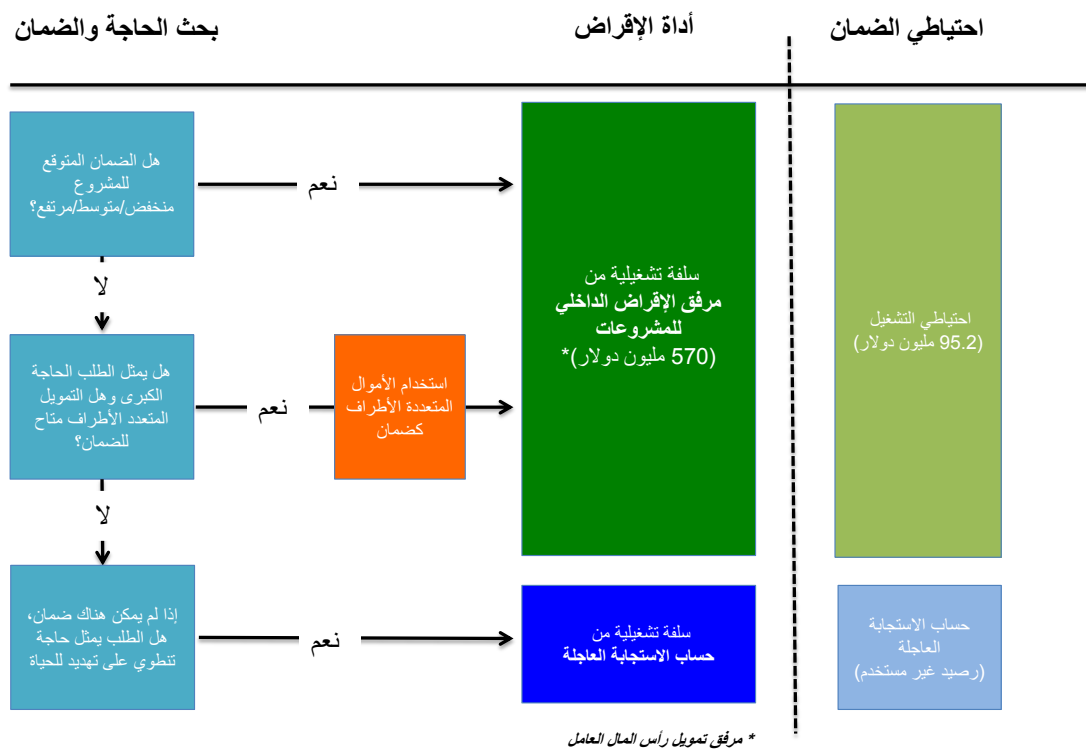 بحث الحاجة والضمان
أداة الإقراض
احتياطي الضمان
هل الضمان المتوقع
للمشروع
منخفض/متوسط/مرتفع؟
نعم
سلفة تشغيلية من
مرفق الإقراض الداخلي
للمشروعات
(570 مليون دولار)*
احتياطي التشغيل
(95.2 مليون دولار)
لا
هل يمثل الطلب الحاجة
الكبرى وهل التمويل
المتعدد الأطراف متاح
للضمان؟
نعم
استخدام الأموال
المتعددة الأطراف
كضمان
لا
إذا لم يمكن هناك ضمان،
هل الطلب يمثل حاجة
تنطوي على تهديد للحياة
نعم
سلفة تشغيلية من
حساب الاستجابة العاجلة
حساب الاستجابة
العاجلة
(رصيد غير مستخدم)
* مرفق تمويل رأس المال العامل